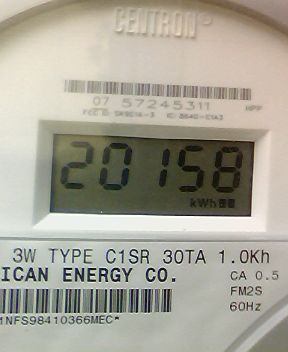 CENTRON®
07 57245311
20158
kWh
3W TYPE C1SR 30TA 1.0Kh
ICAN ENERGY CO.
CA 0.5
FM2S
60Hz
1NFS98410366MEC*